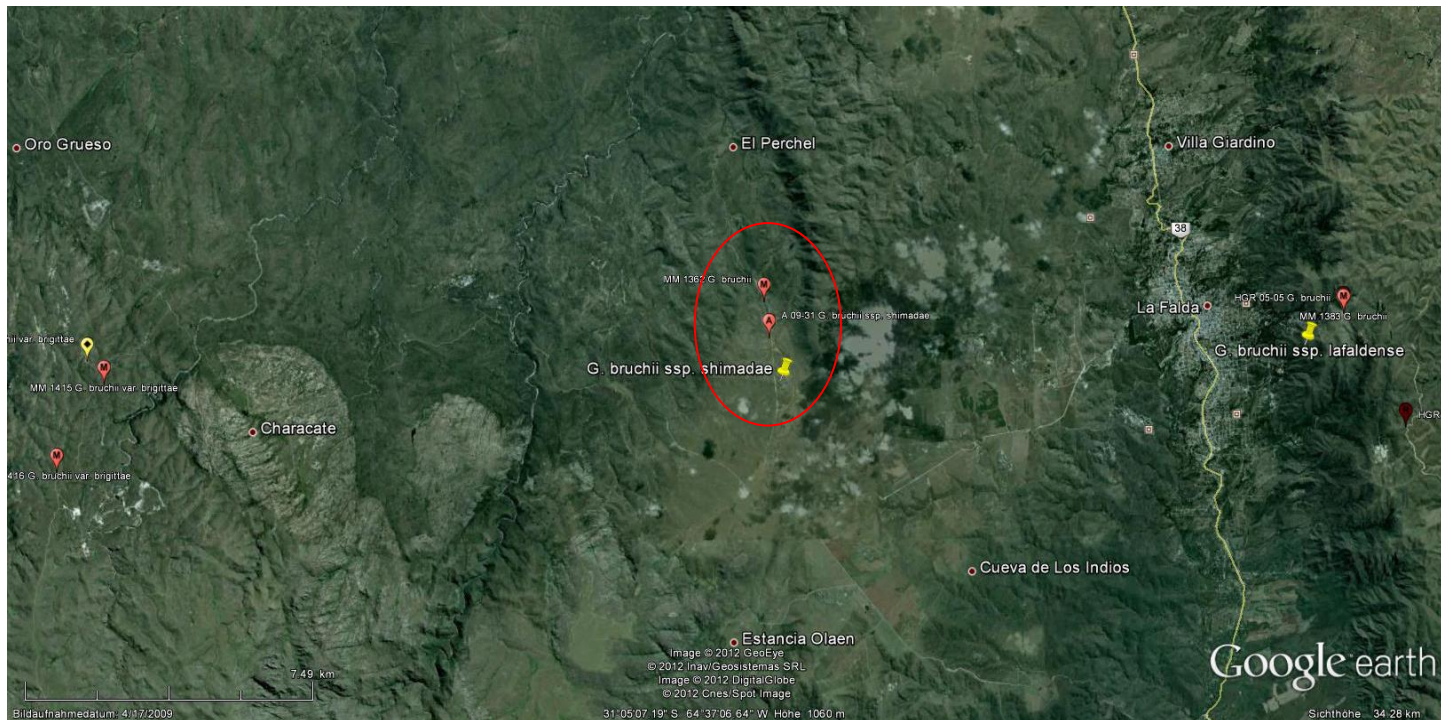 Oro Grueso
El Perchel
Villa Giardino
38
MM 1362 G. bruchii
M
A 09-31 G. bruchii ssp. shimadae
A
HGR 05-05 G. bruchii
M
La Falda
MM 1383 G. bruchii
G. bruchii ssp. lafaldense
hii var. brigittae
M
MM 1415 G. bruchii var. brigittae
G. bruchii ssp. shimadae
HGR
Characate
M
416 G. bruchii var. brigittae
Cueva de Los Indios
Estancia Olaen
Image © 2012 GeoEye
© 2012 Inav/Geosistemas SRL
Image © 2012 DigitalGlobe
© 2012 Cnes/Spot Image
Google earth
7.49 km
Bildaufnahmedatum: 4/17/2009
31°05'07.19" S 64°37'06.64" W Höhe 1060 m
Sichthöhe 34.28 km